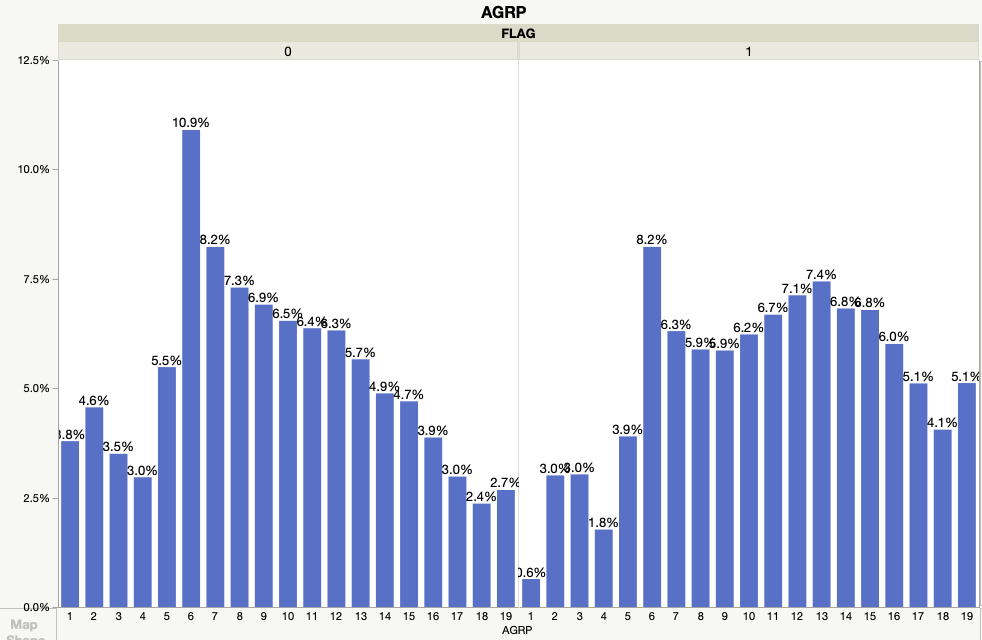 AGRP
FLAG
0 1
12.5%
10.0%
7.5%
5.0%
2.5%
0.0%
3.8% 4.6% 3.5% 3.0% 5.5% 10.9% 8.2% 7.3% 6.9% 6.5% 6.4% 6.3% 5.7% 4.9% 4.7% 3.9% 3.0% 2.4% 2.7% 0.6% 3.0% 3.0% 1.8% 3.9% 8.2% 6.3% 5.9% 5.9% 6.2% 6.7% 7.1% 7.4% 6.8% 6.8% 6.0% 5.1% 4.1% 5.1%
1 2 3 4 5 6 7 8 9 10 11 12 13 14 15 16 17 18 19 1 2 3 4 5 6 7 8 9 10 11 12 13 14 15 16 17 18 19
AGRP
Map
Shape